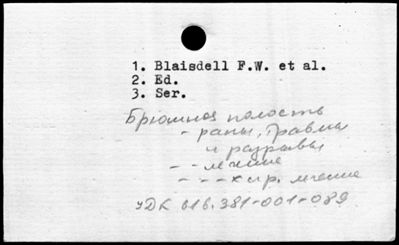 1. Blaisdell F.W. et al.
2. Ed.
3. Ser.
Брюшная полость
- раны, травмы
и разрывы
- - лечение
- - - хир. лечение
УДК 616.381-001-089